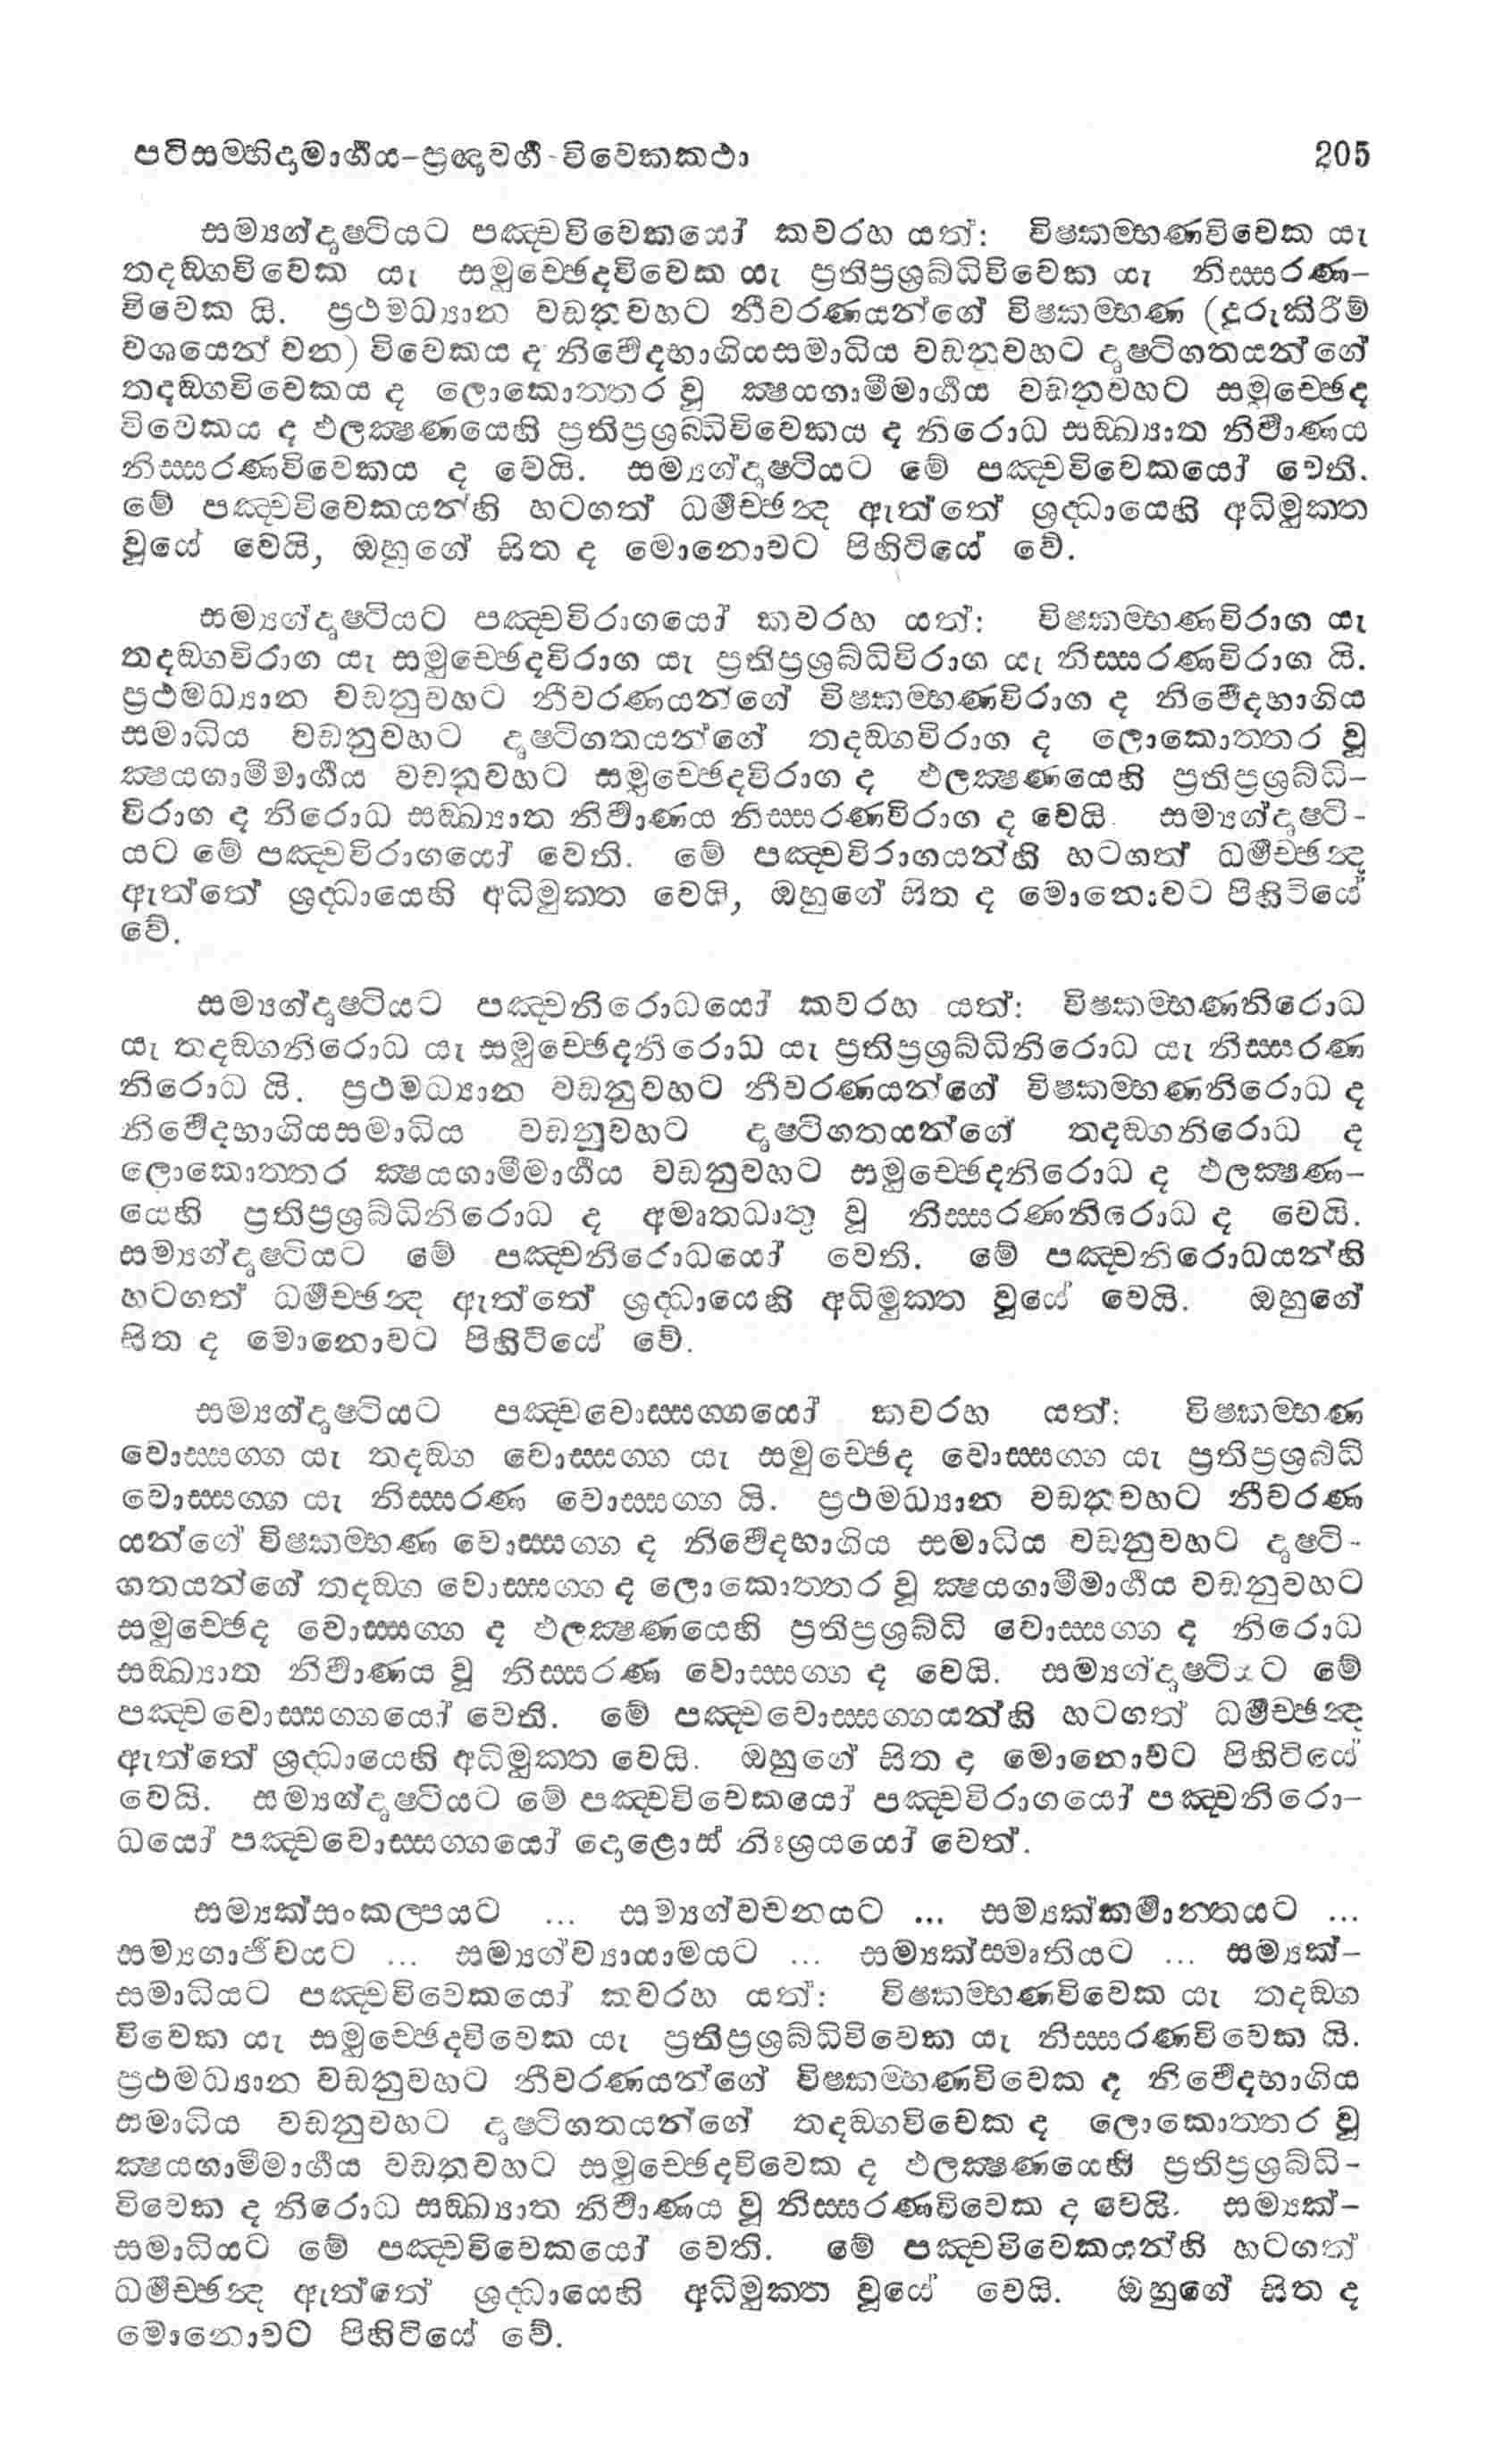 පටිසම්භිදාමාර්‍ගය-ප්‍රඥාවර්‍ග-විවෙකකථා 205
සම්‍යග්දෘෂ්ටියට පඤ්චවිවෙකයෝ කවරහ යත්: විෂ්කම්භණවිවෙක යැ
තදඞ්ගවිවෙක යැ සමුච්ඡෙදවිවෙක යැ ප්‍රතිප්‍රශ්‍රබ්ධිවිවෙක යැ නිස්සරණ-
විවෙක යි. ප්‍රථමධ්‍යාන වඩනුවහට නීවරණයන්ගේ විෂ්කම්භණ (දුරුකිරීම්
වශයෙන් වන) විවෙකය ද නිර්‍වෙදභාගියසමාධිය වඩනුවහට දෘෂ්ටිගතයන්ගේ
තදඞ්ගවිවෙකය ද ලොකොත්තර වූ ක්‍ෂයගාමීමාර්‍ගය වඩනුවහට සමුච්ඡෙද
විවෙකය ද ඵලක්‍ෂණයෙහි ප්‍රතිප්‍රශ්‍රබ්ධිවිවෙකය ද නිරොධ සඞ්ඛ්‍යාත නිර්‍වාණය
නිස්සරණවිවෙකය ද වෙයි. සම්‍යග්දෘෂ්ටියට මේ පඤ්චවිවෙකයෝ වෙති.
මේ පඤ්චවිවෙකයන්හි හටගත් ධර්‍මච්ඡන්‍ද ඇත්තේ ශ්‍රද්ධායෙහි අධිමුක්ත
වූයේ වෙයි, ඔහුගේ සිත ද මොනොවට පිහිටියේ වේ.
සම්‍යග්දෘෂ්ටියට පඤ්චවිරාගයෝ කවරහ යත්: විෂ්කම්භණවිරාග යැ
තදඞ්ගවිරාග යැ සමුච්ඡෙදවිරාග යැ ප්‍රතිප්‍රශ්‍රබ්ධිවිරාග යැ නිස්සරණවිරාග යි.
ප්‍රථමධ්‍යාන වඩනුවහට නීවරණයන්ගේ විෂ්කම්භණවිරාග ද නිර්‍වෙදභාගිය
සමාධිය වඩනුවහට දෘෂ්ටිගතයන්ගේ තදඞ්ගවිරාග ද ලොකොත්තර වූ
ක්‍ෂයගාමීමාර්‍ගය වඩනුවහට සමුච්ඡෙදවිරාග ද ඵලක්‍ෂණයෙහි ප්‍රතිප්‍රශ්‍රබ්ධි-
විරාග ද නිරොධ සඞ්ඛ්‍යාත නිර්‍වාණය නිස්සරණවිරාග ද වෙයි. සම්‍යග්දෘෂ්ටි-
යට මේ පඤ්චවිරාගයෝ වෙති. මේ පඤ්චවිරාගයන්හි හටගත් ධර්‍මච්ඡන්‍ද
ඇත්තේ ශ්‍රද්ධායෙහි අධිමුක්ත වෙයි, ඔහුගේ සිත ද මොනොවට පිහිටියේ
වේ.
සම්‍යග්දෘෂ්ටියට පඤ්චනිරොධයෝ කවරහ යත්: විෂ්කම්භණනිරොධ
යැ තදඞ්ගනිරොධ යැ සමුච්ඡෙදනිරොධ යැ ප්‍රතිප්‍රශ්‍රබ්ධිනිරොධ යැ නිස්සරණ
නිරොධ යි. ප්‍රථමධ්‍යාන වඩනුවහට නීවරණයන්ගේ විෂ්කම්භණනිරොධ ද
නිර්‍වෙදභාගියසමාධිය වඩනුවහට දෘෂ්ටිගතයන්ගේ තදඞ්ගනිරොධ ද
ලොකොත්තර ක්‍ෂයගාමීමාර්‍ගය වඩනුවහට සමුච්ඡෙදනිරොධ ද ඵලක්‍ෂණ-
යෙහි ප්‍රතිප්‍රශ්‍රබ්ධිනිරොධ ද අමෘතධාතු වූ නිස්සරණනිරොධ ද වෙයි.
සම්‍යග්දෘෂ්ටියට මේ පඤ්චනිරොධයෝ වෙති. මේ පඤ්චනිරොධයන්හි
හටගත් ධර්‍මච්ඡන්‍ද ඇත්තේ ශ්‍රද්ධායෙහි අධිමුක්ත වූයේ වෙයි. ඔහුගේ
සිත ද මොනොවට පිහිටියේ වේ.
සම්‍යග්දෘෂ්ටියට පඤ්චවොස්සග්ගයෝ කවරහ යත්: විෂ්කම්භණ
වොස්සග්ග යැ තදඞ්ග වොස්සග්ග යැ සමුච්ඡෙද වොස්සග්ග යැ ප්‍රතිප්‍රශ්‍රබ්ධි
වොස්සග්ග යැ නිස්සරණ වොස්සග්ග යි. ප්‍රථමධ්‍යාන වඩනුවහට නීවරණ
යන්ගේ විෂ්කම්භණ වොස්සග්ග ද නිර්‍වෙදභාගිය සමාධිය වඩනුවහට දෘෂ්ටි-
ගතයන්ගේ තදඞ්ග වොස්සග්ග ද ලොකොත්තර වූ ක්‍ෂයගාමීමාර්‍ගය වඩනුවහට
සමුච්ඡෙද වොස්සග්ග ද ඵලක්‍ෂණයෙහි ප්‍රතිප්‍රශ්‍රබ්ධි වොස්සග්ග ද නිරොධ
සඞ්ඛ්‍යාත නිර්‍වාණය වූ නිස්සරණ වොස්සග්ග ද වෙයි. සම්‍යග්දෘෂ්ටියට මේ
පඤ්චවොස්සග්ගයෝ වෙති. මේ පඤ්චවොස්සග්ගයන්හි හටගත් ධර්‍මච්ඡන්‍ද
ඇත්තේ ශ්‍රද්ධායෙහි අධිමුක්ත වෙයි. ඔහුගේ සිත ද මොනොවට පිහිටියේ
වෙයි. සම්‍යග්දෘෂ්ටියට මේ පඤ්චවිවෙකයෝ පඤ්චවිරාගයෝ පඤ්චනිරො-
ධයෝ පඤ්චවොස්සග්ගයෝ දොළොස් නිඃශ්‍රයයෝ වෙත්.
සම්‍යක්සංකල්පයට ... සම්‍යග්වචනයට ... සම්‍යක්කර්‍මාන්තයට ...
සම්‍යගාජීවයට ... සම්‍යග්ව්‍යායාමයට ... සම්‍යක්ස්මෘතියට ... සම්‍යක්-
සමාධියට පඤ්චවිවෙකයෝ කවරහ යත්: විෂ්කම්භණවිවෙක යැ තදඞ්ග
විවෙක යැ සමුච්ඡෙදවිවෙක යැ ප්‍රතිප්‍රශ්‍රබ්ධිවිවෙක යැ නිස්සරණවිවෙක යි.
ප්‍රථමධ්‍යාන වඩනුවහට නීවරණයන්ගේ විෂ්කම්භණවිවෙක ද නිර්‍වෙදභාගිය
සමාධිය වඩනුවහට දෘෂ්ටිගතයන්ගේ තදඞ්ගවිවෙක ද ලොකොත්තර වූ
ක්‍ෂයගාමීමාර්‍ගය වඩනුවහට සමුච්ඡෙදවිවෙක ද ඵලක්‍ෂණයෙහි ප්‍රතිප්‍රශ්‍රබ්ධි-
විවෙක ද නිරොධ සඞ්ඛ්‍යාත නිර්‍වාණය වූ නිස්සරණවිවෙක ද වෙයි. සම්‍යක්-
සමාධියට මේ පඤ්චවිවෙකයෝ වෙති. මේ පඤ්චවිවෙකයන්හි හටගත්
ධර්‍මච්ඡන්‍ද ඇත්තේ ශ්‍රද්ධායෙහි අධිමුක්ත වූයේ වෙයි. ඔහුගේ සිත ද
මොනොවට පිහිටියේ වේ.